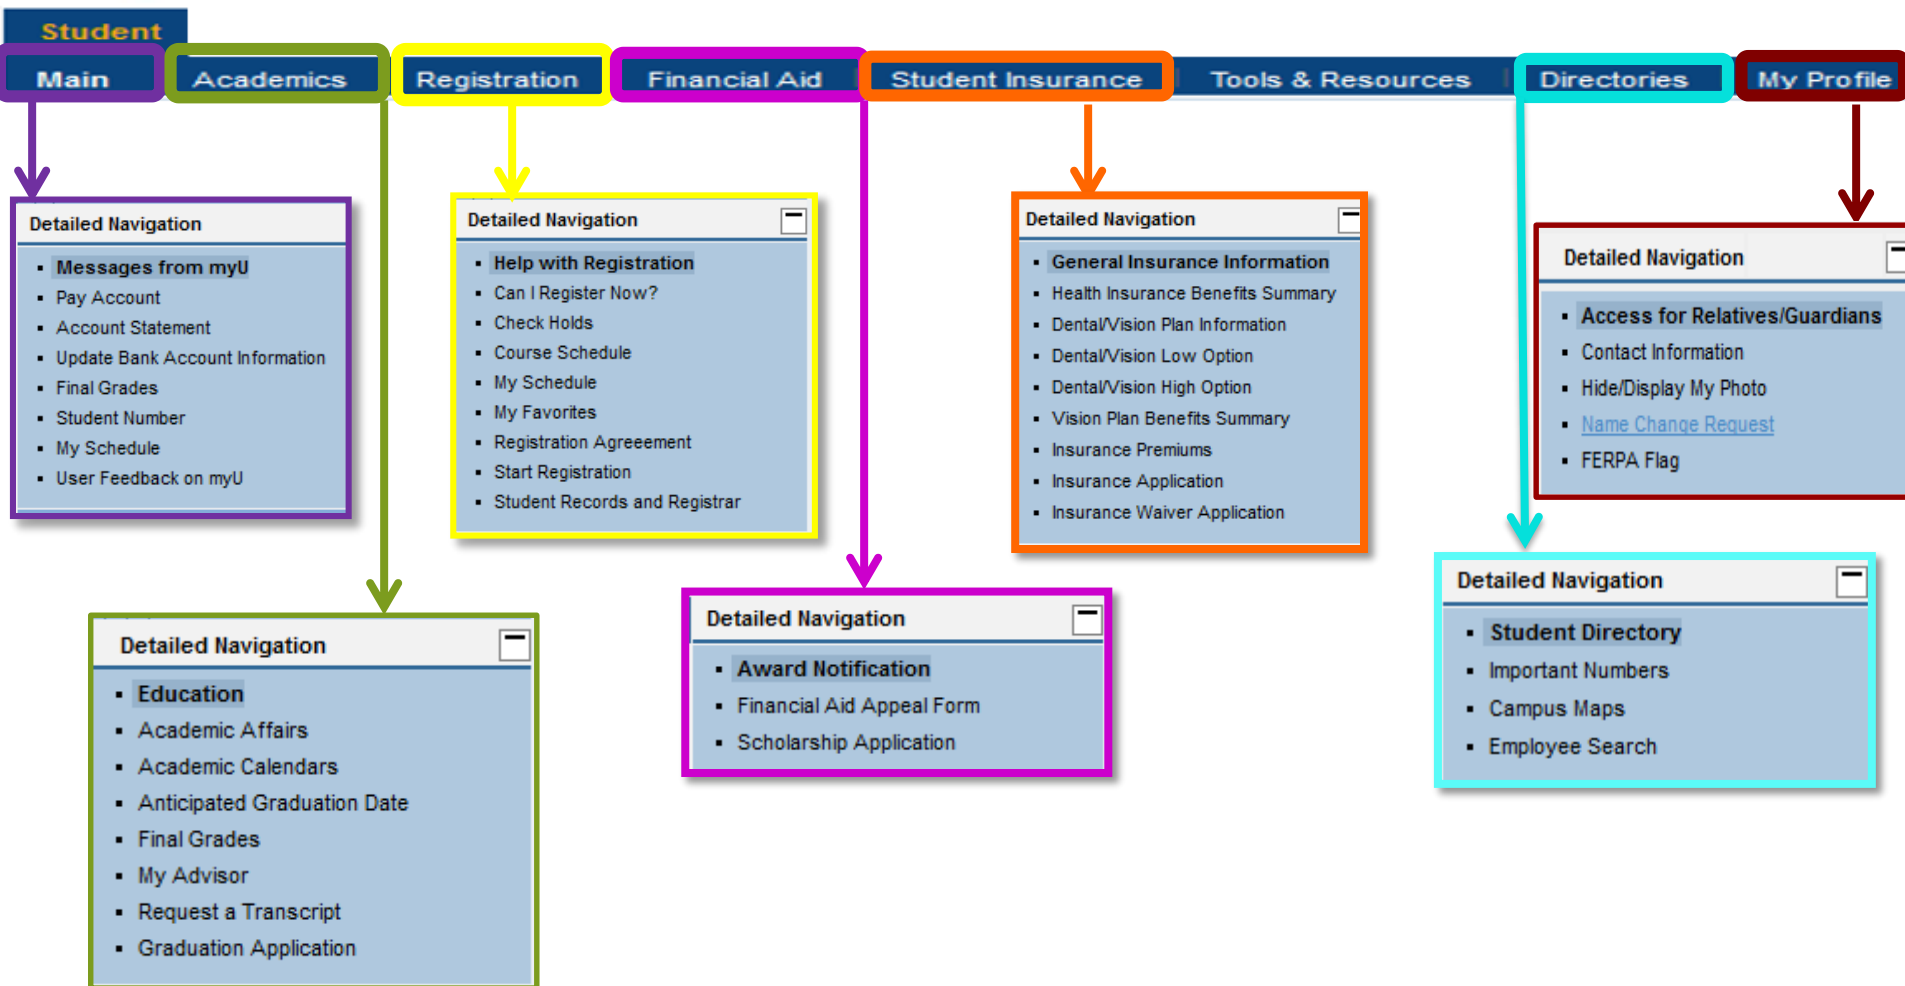 Student
Main
Academics
Registration
Financial Aid
Student Insurance
Tools & Resources
Directories
My Profile
Detailed Navigation
Messages from myU
Pay Account
Account Statement
Update Bank Account Information
Final Grades
Student Number
My Schedule
User Feedback on myU
Detailed Navigation
Help with Registration
Can I Register Now?
Check Holds
Course Schedule
My Schedule
My Favorites
Registration Agreeement
Start Registration
Student Records and Registrar
Detailed Navigation
General Insurance Information
Health Insurance Benefits Summary
Dental/Vision Plan Information
Dental/Vision Low Option
Dental/Vision High Option
Vision Plan Benefits Summary
Insurance Premiums
Insurance Application
Insurance Waiver Application
Detailed Navigation
Access for Relatives/Guardians
Contact Information
Hide/Display My Photo
Name Change Request
FERPA Flag
Detailed Navigation
Education
Academic Affairs
Academic Calendars
Anticipated Graduation Date
Final Grades
My Advisor
Request a Transcript
Graduation Application
Detailed Navigation
Award Notification
Financial Aid Appeal Form
Scholarship Application
Detailed Navigation
Student Directory
Important Numbers
Campus Maps
Employee Search